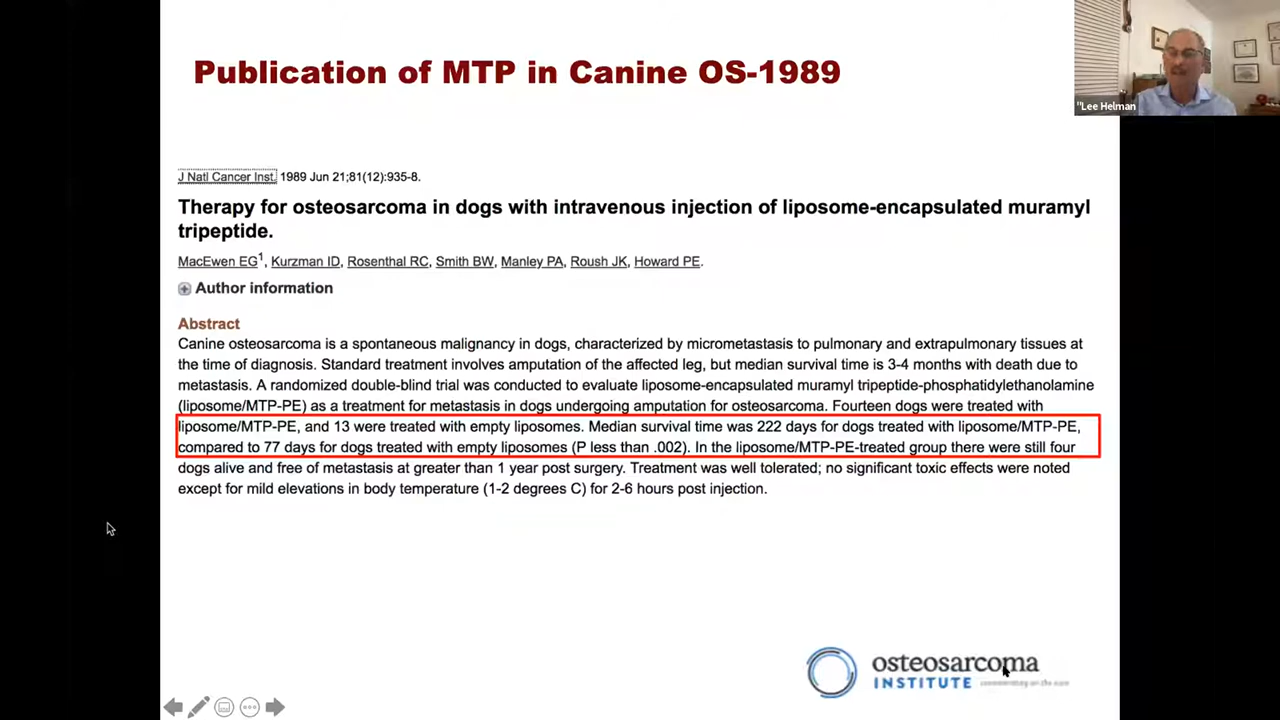 Publication of MTP in Canine OS-1989
"Lee Helman
J Natl Cancer Inst. 1989 Jun 21;81(12):935-8.
Therapy for osteosarcoma in dogs with intravenous injection of liposome-encapsulated muramyl
tripeptide.
MacEwen EG1, Kurzman ID, Rosenthal RC, Smith BW, Manley PA, Roush JK, Howard PE.
Author information
Abstract
Canine osteosarcoma is a spontaneous malignancy in dogs, characterized by micrometastasis to pulmonary and extrapulmonary tissues at
the time of diagnosis. Standard treatment involves amputation of the affected leg, but median survival time is 3-4 months with death due to
metastasis. A randomized double-blind trial was conducted to evaluate liposome-encapsulated muramyl tripeptide-phosphatidylethanolamine
(liposome/MTP-PE) as a treatment for metastasis in dogs undergoing amputation for osteosarcoma. Fourteen dogs were treated with
liposome/MTP-PE, and 13 were treated with empty liposomes. Median survival time was 222 days for dogs treated with liposome/MTP-PE,
compared to 77 days for dogs treated with empty liposomes (P less than .002). In the liposome/MTP-PE-treated group there were still four
dogs alive and free of metastasis at greater than 1 year post surgery. Treatment was well tolerated; no significant toxic effects were noted
except for mild elevations in body temperature (1-2 degrees C) for 2-6 hours post injection.
osteosarcoma
INSTITUTE
on the cure